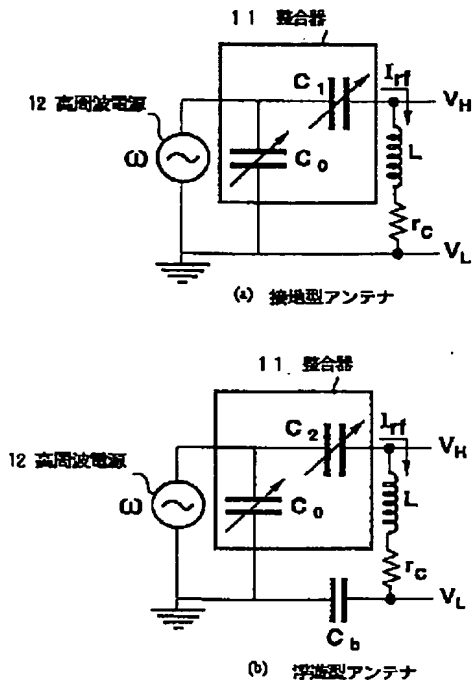 11 整合器
C1
Irf
VH
12 高周波電源
ω
C0
L
rC
VL
(a) 接地型アンテナ
11 整合器
C2
Irf
VH
12 高周波電源
ω
C0
L
rC
VL
Cb
(b) 浮遊型アンテナ